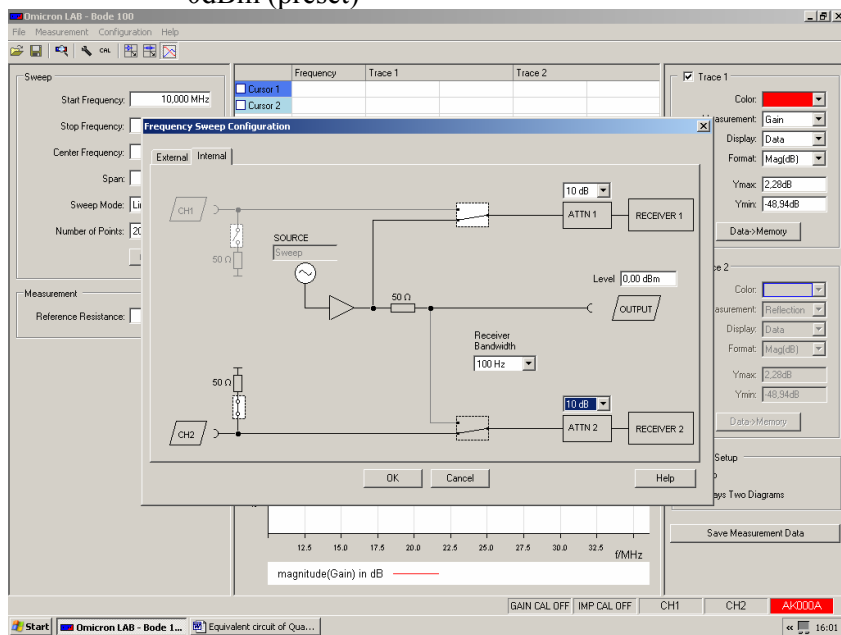 0dBm (preset)
Omicron LAB - Bode 100
File Measurement Configuration Help
CAL
Sweep
Start Frequency: 10,000 MHz
Stop Frequency:
Center Frequency:
Span:
Sweep Mode:
Number of Points:
Measurement
Reference Resistance:
Frequency Trace 1 Trace 2
Cursor 1
Cursor 2
Frequency Sweep Configuration
External Internal
CH1
50 Ω
SOURCE
Sweep
10 dB
ATTN 1
RECEIVER 1
50 Ω
Level 0,00 dBm
OUTPUT
Receiver
Bandwidth
100 Hz
50 Ω
CH2
10 dB
ATTN 2
RECEIVER 2
OK Cancel Help
Trace 1
Color:
Measurement: Gain
Display: Data
Format: Mag(dB)
Ymax: 2,28dB
Ymin: -48,94dB
Data->Memory
Color:
Reflection
Display: Data
Format: Mag(dB)
Ymax: 2,28dB
Ymin: -48,94dB
Data->Memory
Setup
Two Diagrams
Save Measurement Data
12.5 15.0 17.5 20.0 22.5 25.0 27.5 30.0 32.5 f/MHz
magnitude(Gain) in dB
GAIN CAL OFF IMP CAL OFF CH1 CH2 AK000A
Start Omicron LAB - Bode 1... Equivalent circuit of Qua... « 16:01